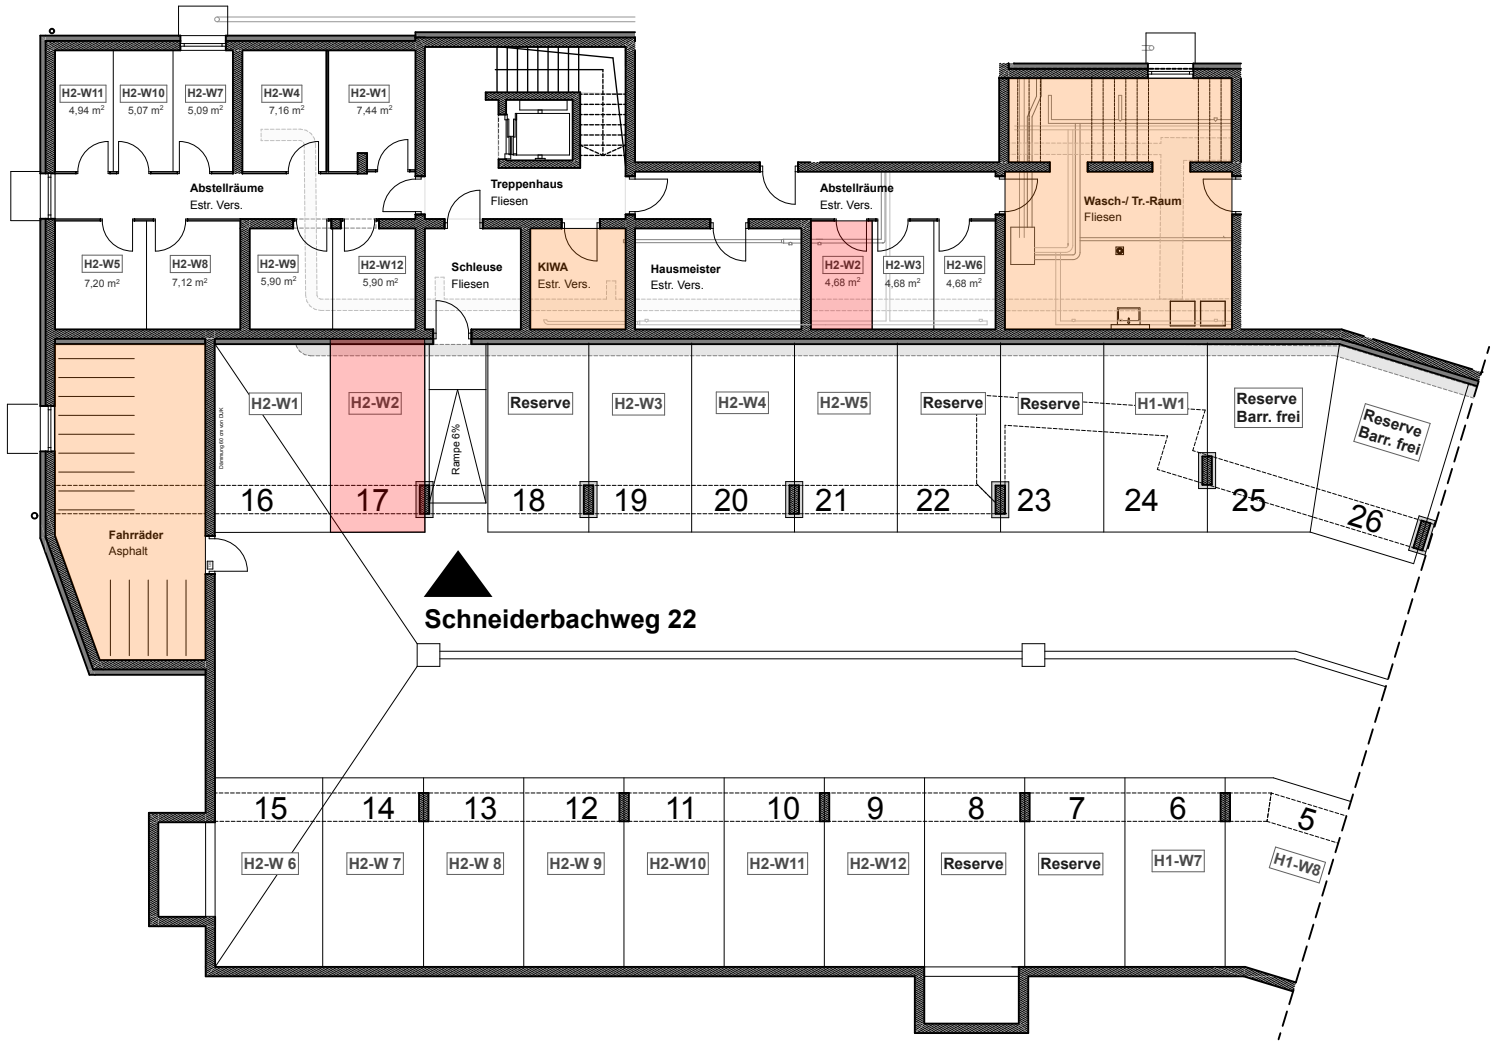 H2-W11
4,94 m²
H2-W10
5,07 m²
H2-W7
5,09 m²
H2-W4
7,16 m²
H2-W1
7,44 m²
Abstellräume
Estr. Vers.
Treppenhaus
Fliesen
Abstellräume
Estr. Vers.
Wasch-/ Tr.-Raum
Fliesen
H2-W5
7,20 m²
H2-W8
7,12 m²
H2-W9
5,90 m²
H2-W12
5,90 m²
Schleuse
Fliesen
KIWA
Estr. Vers.
Hausmeister
Estr. Vers.
H2-W2
4,68 m²
H2-W3
4,68 m²
H2-W6
4,68 m²
H2-W1
H2-W2
Rampe 6%
Reserve
H2-W3
H2-W4
H2-W5
Reserve
Reserve
H1-W1
Reserve
Barr. frei
Reserve
Barr. frei
16
17
18
19
20
21
22
23
24
25
26
Fahrräder
Asphalt
Schneiderbachweg 22
15
14
13
12
11
10
9
8
7
6
5
H2-W 6
H2-W 7
H2-W 8
H2-W 9
H2-W10
H2-W11
H2-W12
Reserve
Reserve
H1-W7
H1-W8